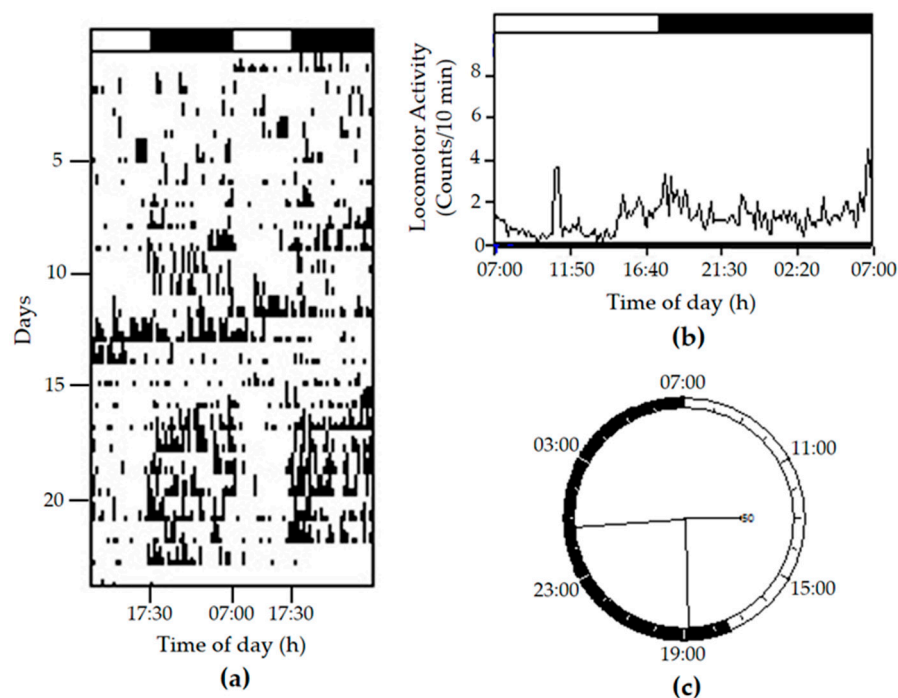 Days
5
10
15
20
17:30 07:00 17:30
Time of day (h)
(a)
Locomotor Activity
(Counts/10 min)
8
6
4
2
0
07:00 11:50 16:40 21:30 02:20 07:00
Time of day (h)
(b)
07:00
03:00
11:00
50
23:00
15:00
19:00
(c)